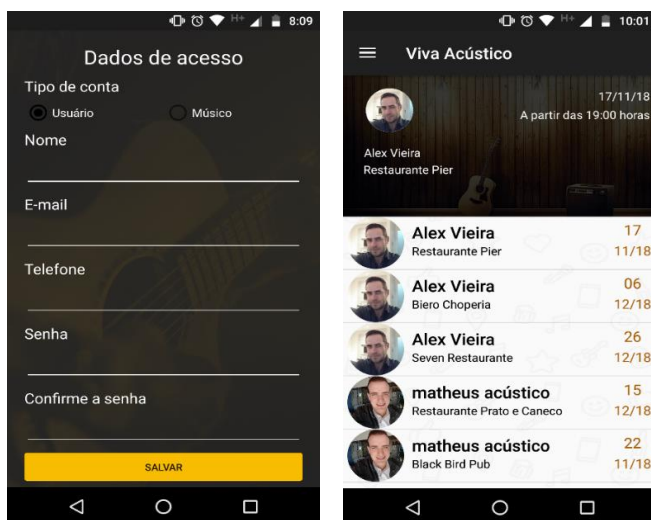 H+ 8:09
Dados de acesso
Tipo de conta
Usuário Músico
Nome
E-mail
Telefone
Senha
Confirme a senha
SALVAR
H+ 10:01
Viva Acústico
17/11/18
A partir das 19:00 horas
Alex Vieira
Restaurante Pier
Alex Vieira 17
Restaurante Pier 11/18
Alex Vieira 06
Biero Choperia 12/18
Alex Vieira 26
Seven Restaurante 12/18
matheus acústico 15
Restaurante Prato e Caneco 12/18
matheus acústico 22
Black Bird Pub 11/18